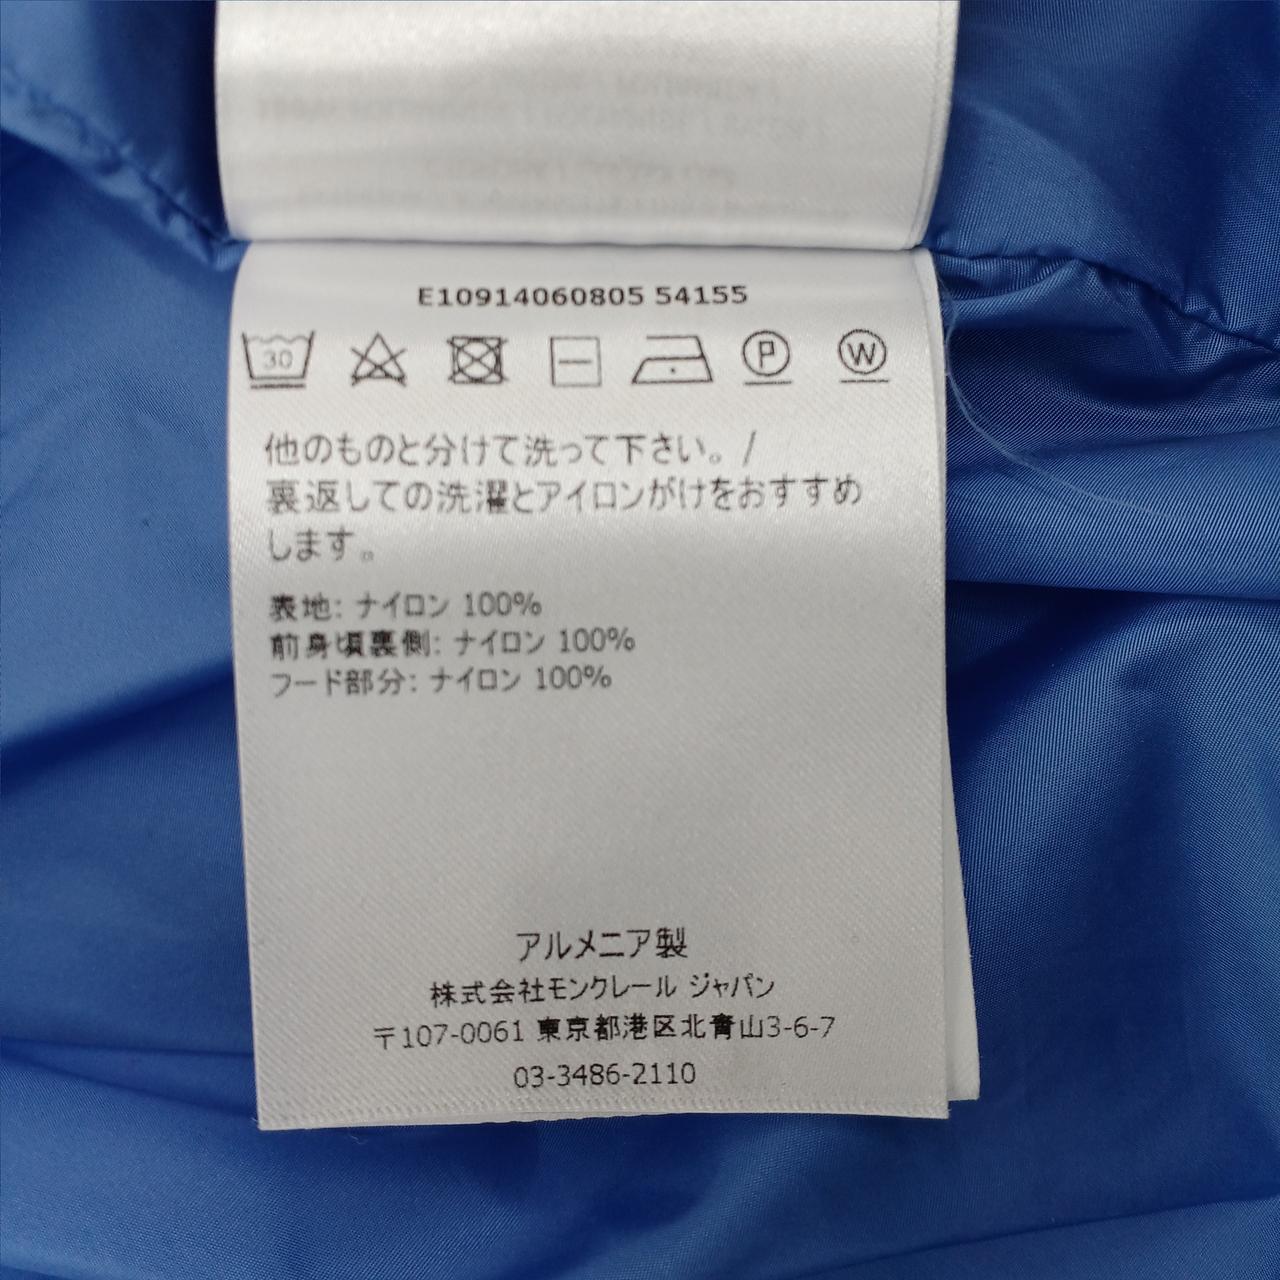 E10914060805 54155
30
P
W
他のものと分けて洗って下さい。/
裏返しての洗濯とアイロンがけをおすすめ
します。
表地: ナイロン 100%
前身頃裏側: ナイロン 100%
フード部分: ナイロン 100%
アルメニア製
株式会社モンクレール ジャパン
〒107-0061 東京都港区北青山3-6-7
03-3486-2110